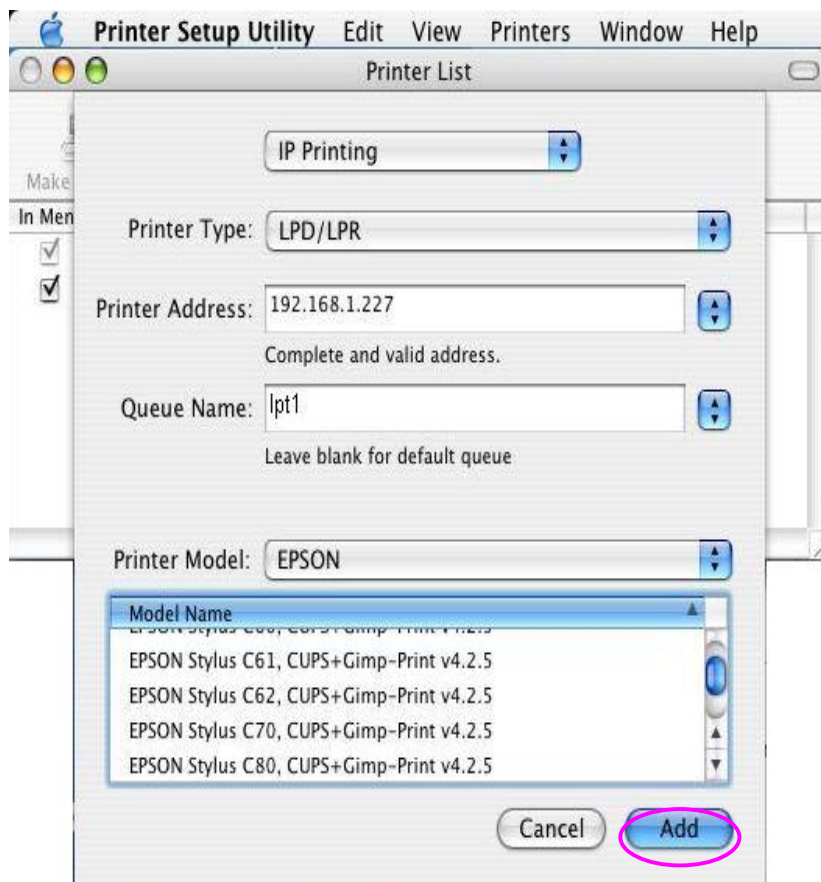 Printer Setup Utility Edit View Printers Window Help
Printer List
Make
In Men
IP Printing
Printer Type: LPD/LPR
Printer Address: 192.168.1.227
Complete and valid address.
Queue Name: lpt1
Leave blank for default queue
Printer Model: EPSON
Model Name
EPSON Stylus C61, CUPS+Gimp-Print v4.2.5
EPSON Stylus C62, CUPS+Gimp-Print v4.2.5
EPSON Stylus C70, CUPS+Gimp-Print v4.2.5
EPSON Stylus C80, CUPS+Gimp-Print v4.2.5
Cancel Add